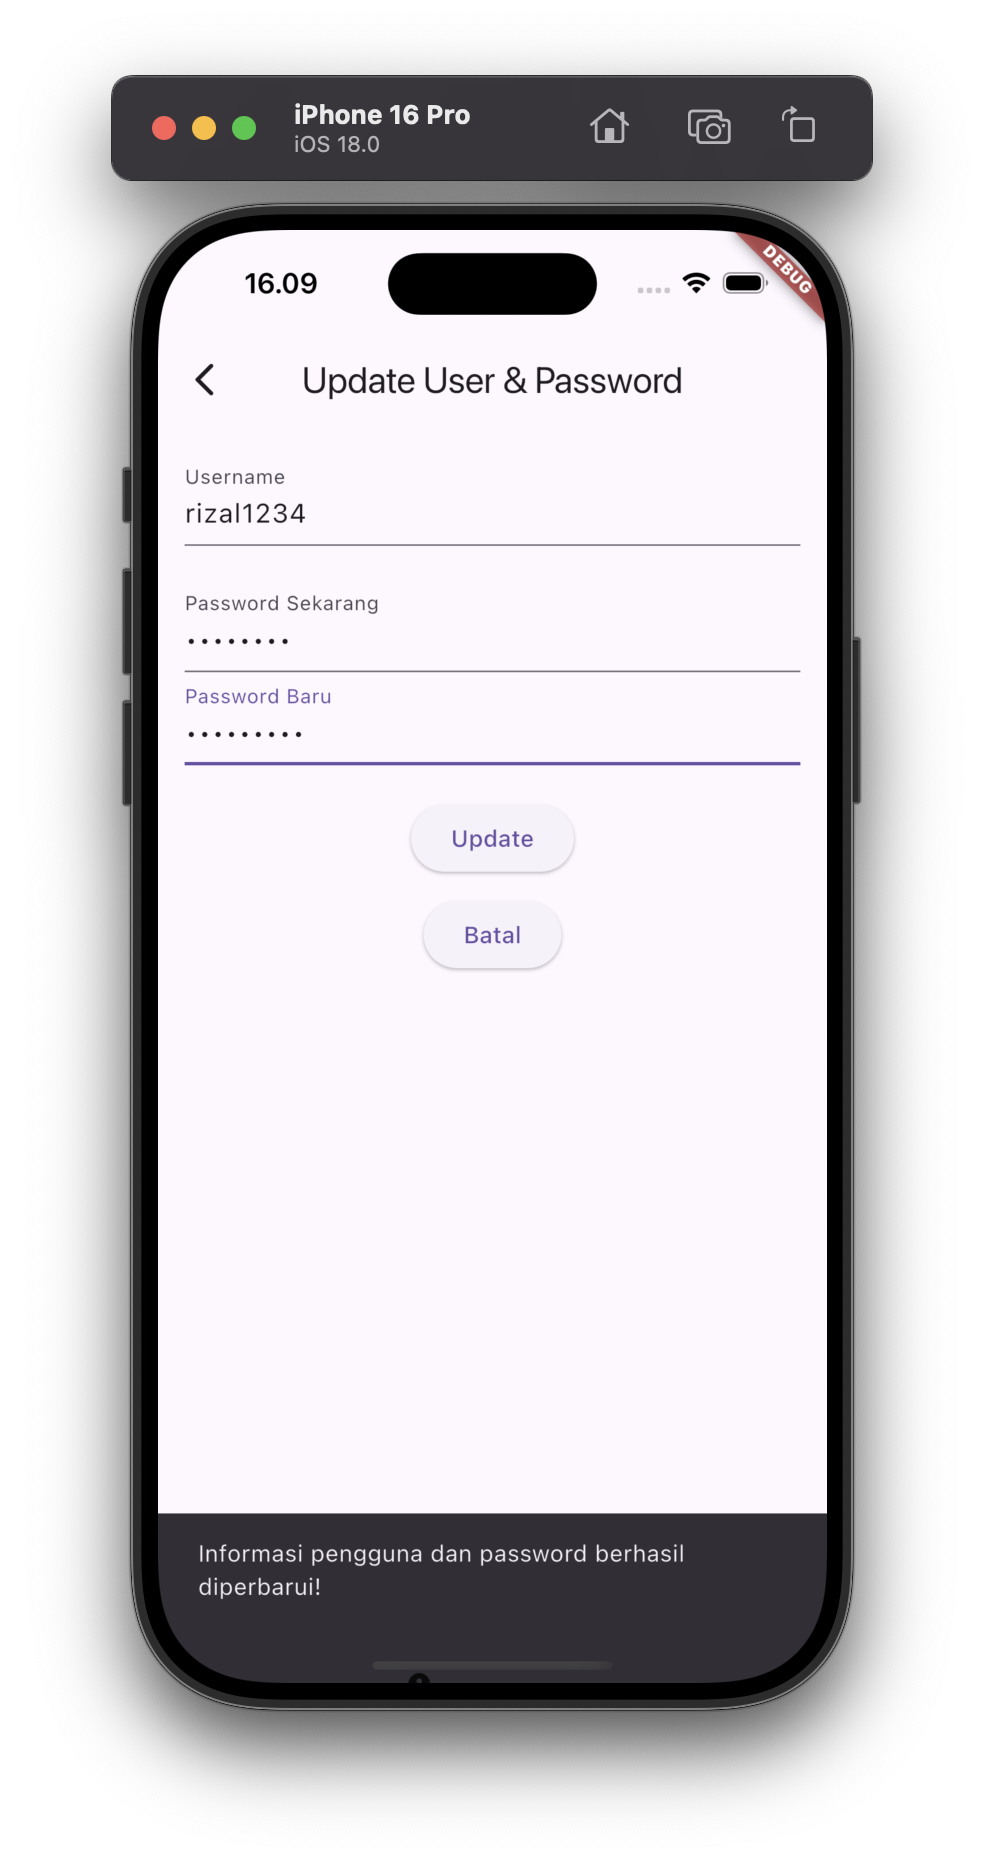 iPhone 16 Pro
iOS 18.0
16.09
DEBUG
Update User & Password
Username
rizal1234
Password Sekarang
••••••••
Password Baru
•••••••••
Update
Batal
Informasi pengguna dan password berhasil
diperbarui!